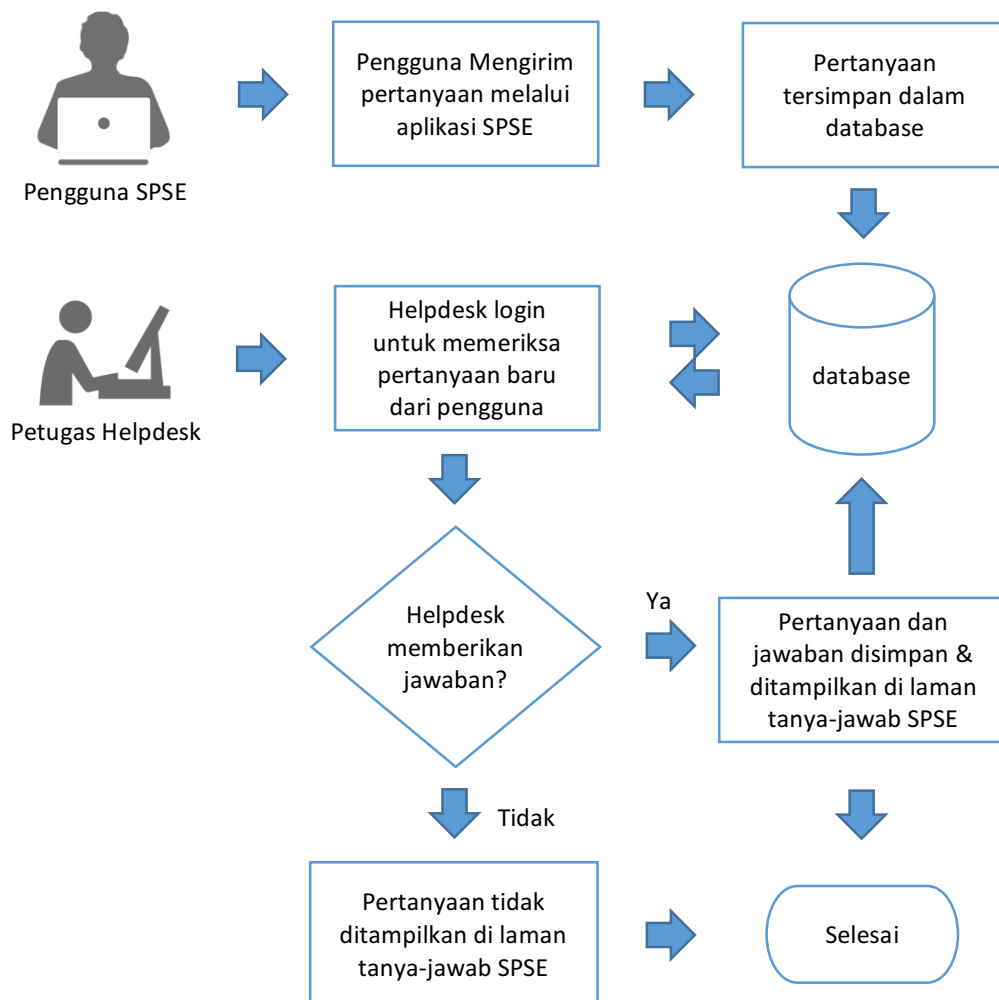 Pengguna Mengirim
pertanyaan melalui
aplikasi SPSE
Pertanyaan
tersimpan dalam
database
Pengguna SPSE
Helpdesk login
untuk memeriksa
pertanyaan baru
dari pengguna
database
Petugas Helpdesk
Helpdesk
memberikan
jawaban?
Ya
Pertanyaan dan
jawaban disimpan &
ditampilkan di laman
tanya-jawab SPSE
Tidak
Pertanyaan tidak
ditampilkan di laman
tanya-jawab SPSE
Selesai